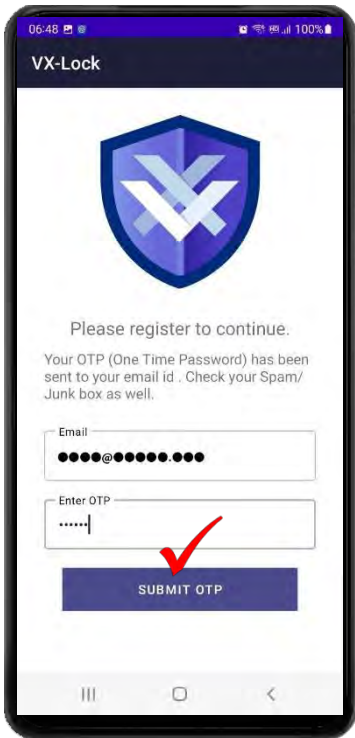 06:48 100%
VX-Lock
Please register to continue.
Your OTP (One Time Password) has been
sent to your email id . Check your Spam/
Junk box as well.
Email
●●●●@●●●●●.●●●
Enter OTP
••••••
SUBMIT OTP